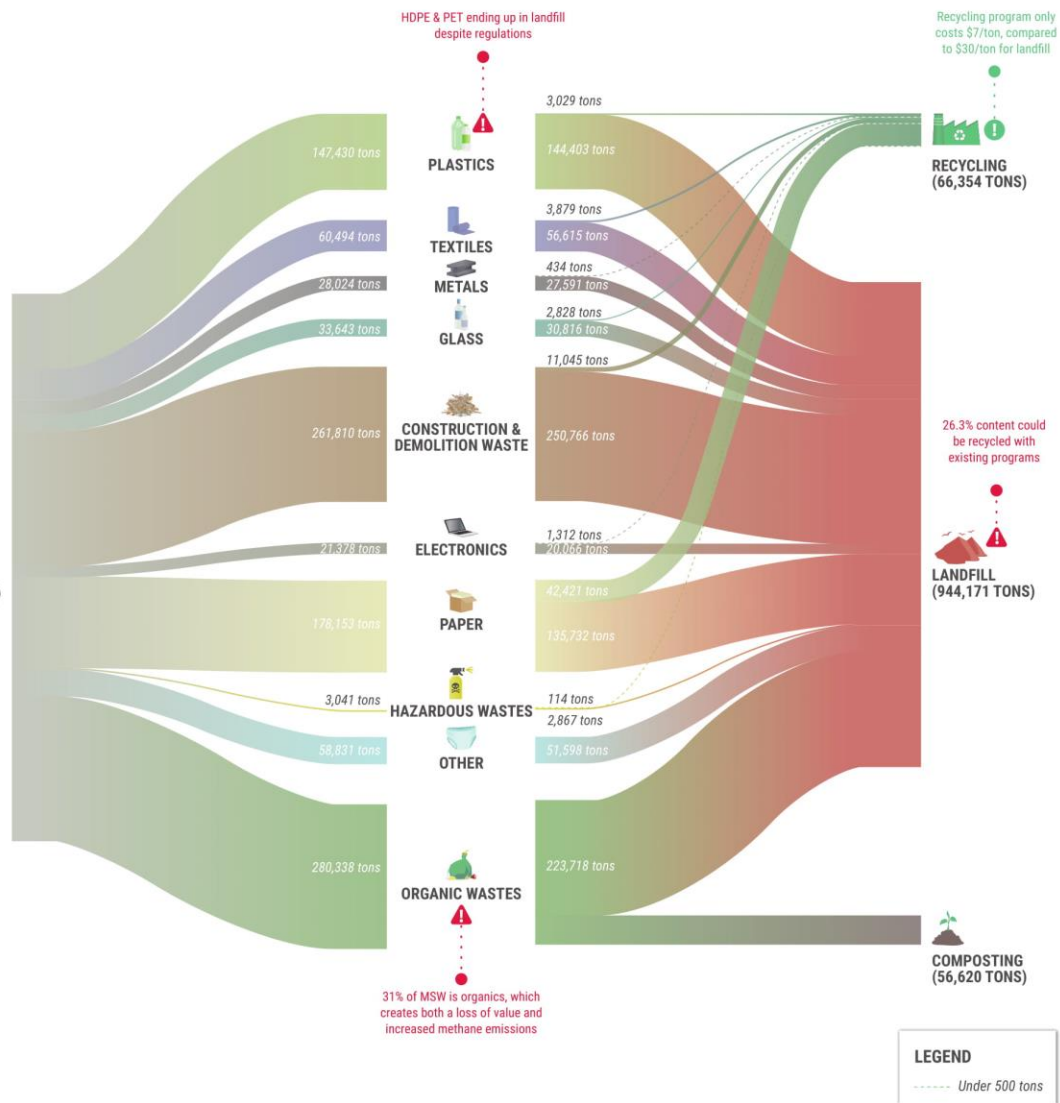 HDPE & PET ending up in landfill
despite regulations
Recycling program only
costs $7/ton, compared
to $30/ton for landfill
147,430 tons
PLASTICS
3,029 tons
144,403 tons
RECYCLING
(66,354 TONS)
60,494 tons
TEXTILES
3,879 tons
56,615 tons
28,024 tons
METALS
434 tons
27,591 tons
33,643 tons
GLASS
2,828 tons
30,816 tons
261,810 tons
CONSTRUCTION &
DEMOLITION WASTE
11,045 tons
250,766 tons
26.3% content could
be recycled with
existing programs
LANDFILL
(944,171 TONS)
21,378 tons
ELECTRONICS
1,312 tons
20,066 tons
178,153 tons
PAPER
42,421 tons
135,732 tons
3,041 tons
HAZARDOUS WASTES
114 tons
2,867 tons
58,831 tons
OTHER
51,598 tons
280,338 tons
ORGANIC WASTES
223,718 tons
31% of MSW is organics, which
creates both a loss of value and
increased methane emissions
COMPOSTING
(56,620 TONS)
LEGEND
Under 500 tons